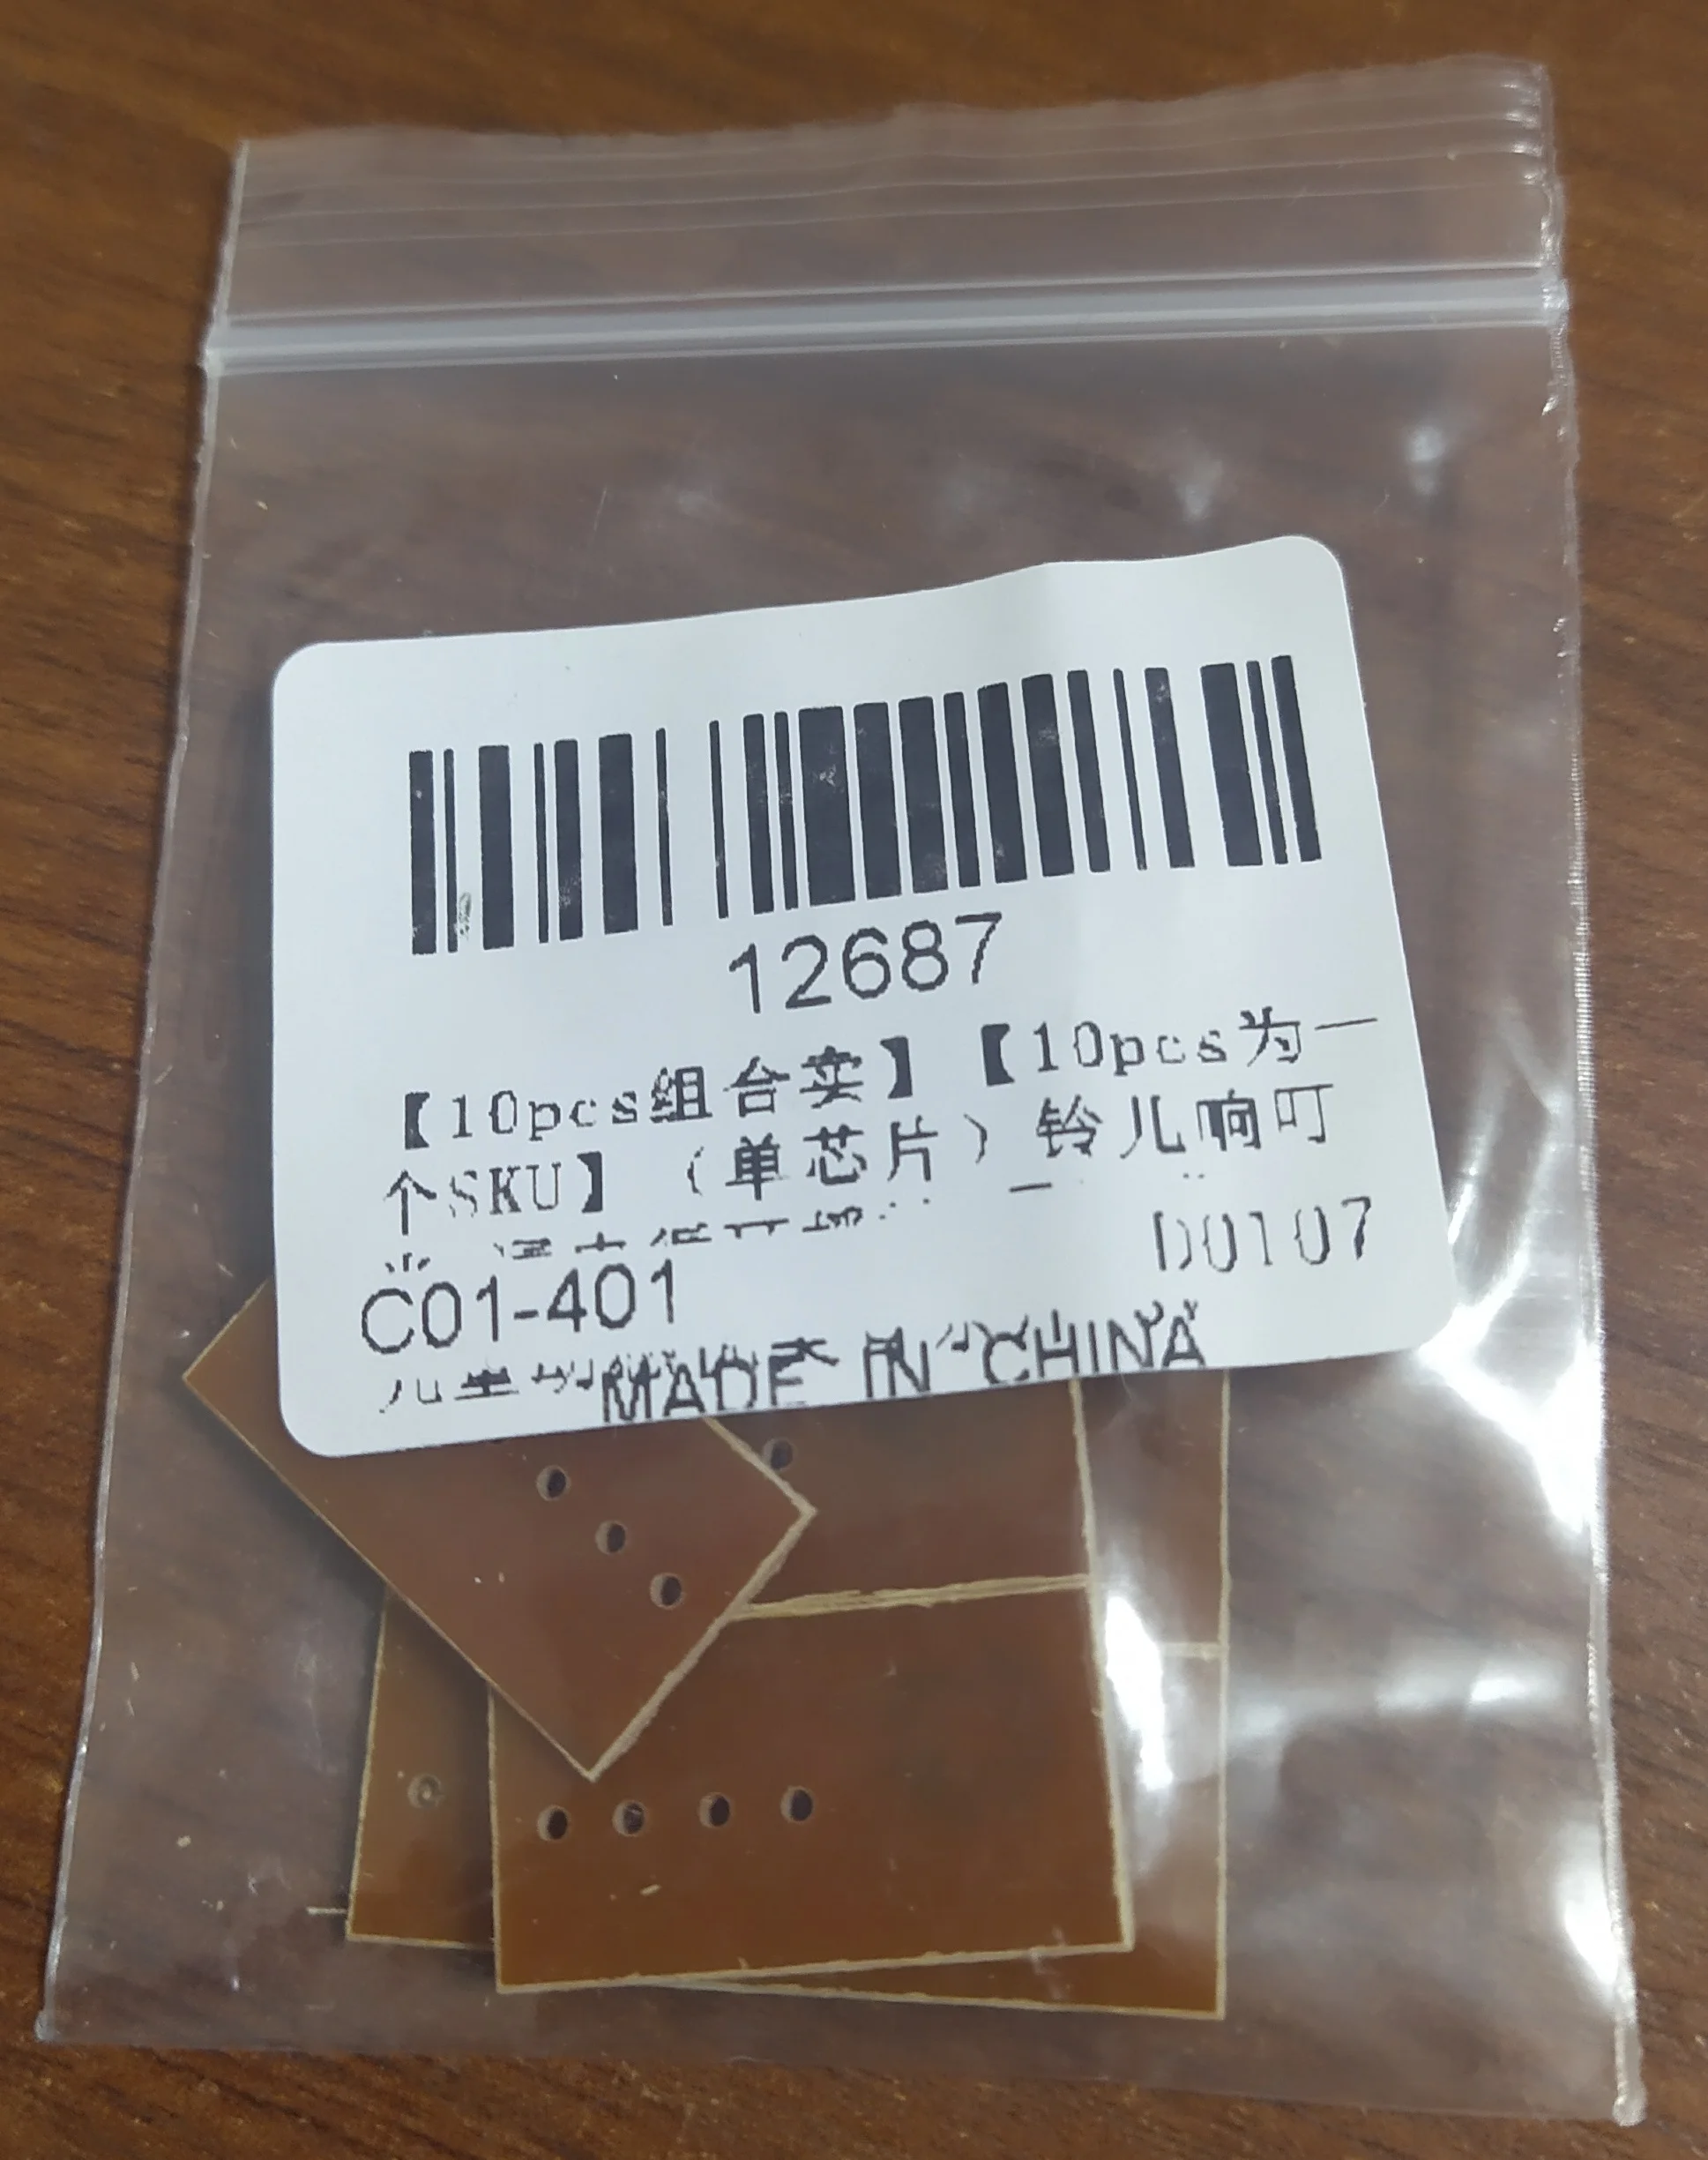 12687
【10pcs组合卖】【10pcs为一
个SKU】（单芯片）铃儿响叮
C01-401
D0107
MADE IN CHINA